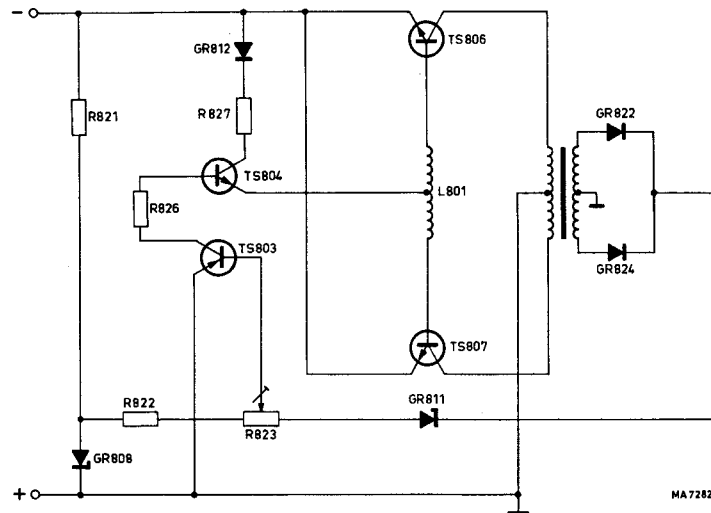 −
GR812
TS806
R821
R827
GR822
TS804
L801
R826
TS803
GR824
TS807
R822
R823
GR811
GR808
+
MA7282